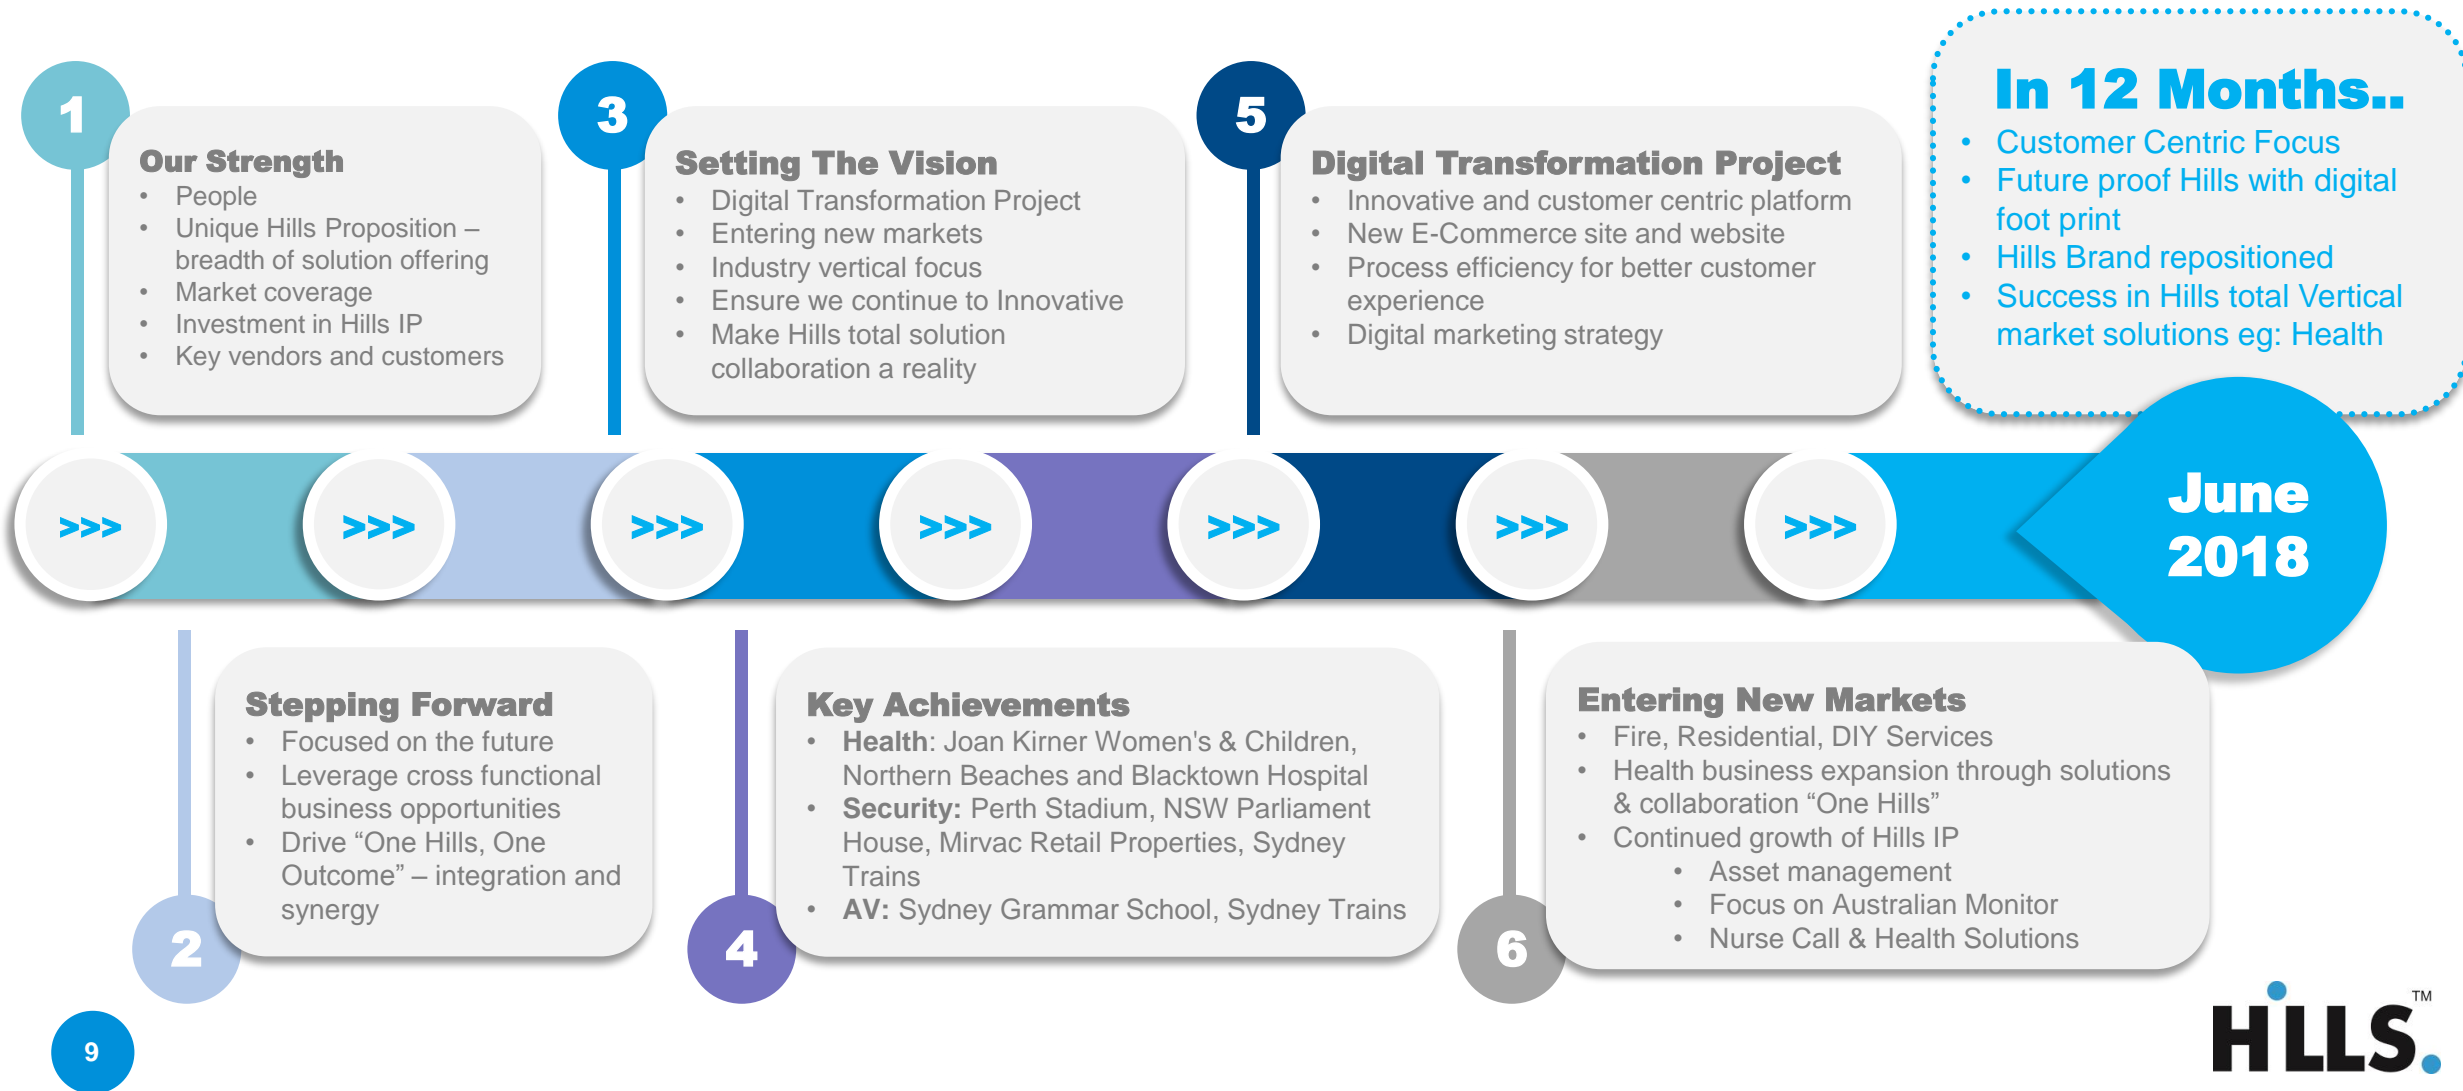 1
Our Strength
• People
• Unique Hills Proposition –
breadth of solution offering
• Market coverage
• Investment in Hills IP
• Key vendors and customers
3
Setting The Vision
• Digital Transformation Project
• Entering new markets
• Industry vertical focus
• Ensure we continue to Innovative
• Make Hills total solution
collaboration a reality
5
Digital Transformation Project
• Innovative and customer centric platform
• New E-Commerce site and website
• Process efficiency for better customer
experience
• Digital marketing strategy
In 12 Months..
• Customer Centric Focus
• Future proof Hills with digital
foot print
• Hills Brand repositioned
• Success in Hills total Vertical
market solutions eg: Health
>>> >>> >>> >>> >>> >>> >>>
June
2018
2
Stepping Forward
• Focused on the future
• Leverage cross functional
business opportunities
• Drive “One Hills, One
Outcome” – integration and
synergy
4
Key Achievements
• Health: Joan Kirner Women's & Children,
Northern Beaches and Blacktown Hospital
• Security: Perth Stadium, NSW Parliament
House, Mirvac Retail Properties, Sydney
Trains
• AV: Sydney Grammar School, Sydney Trains
6
Entering New Markets
• Fire, Residential, DIY Services
• Health business expansion through solutions
& collaboration “One Hills”
• Continued growth of Hills IP
• Asset management
• Focus on Australian Monitor
• Nurse Call & Health Solutions
9
HiLLS.™